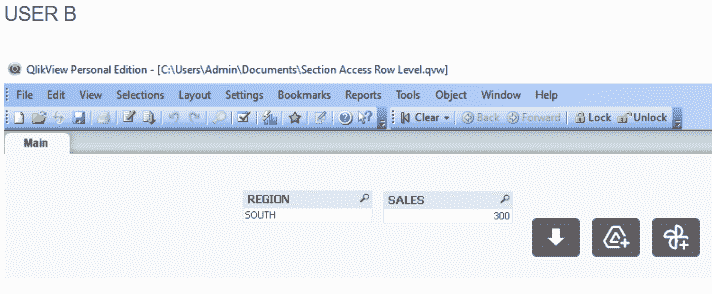 USER B
QlikView Personal Edition - [C:\Users\Admin\Documents\Section Access Row Level.qvw]
File Edit View Selections Layout Settings Bookmarks Reports Tools Object Window Help
Clear Back Forward Lock Unlock
Main
REGION SALES
SOUTH 300